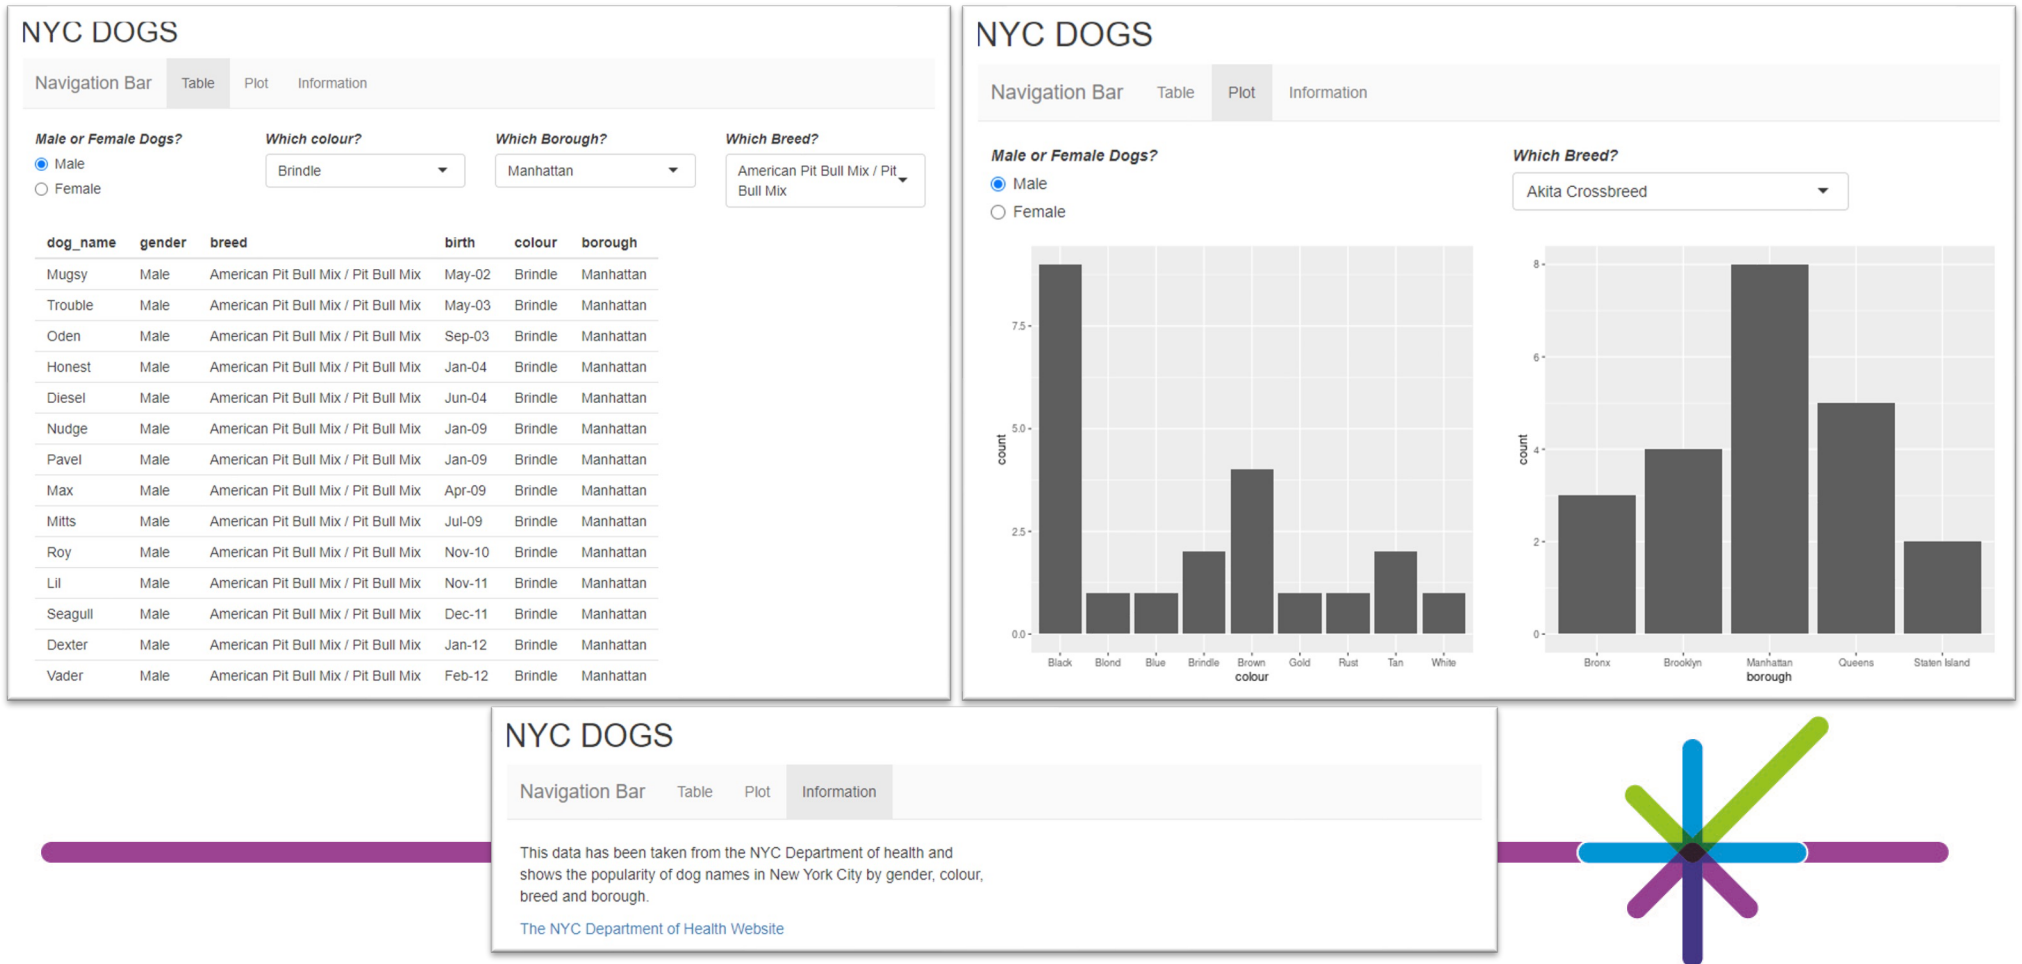 NYC DOGS
Navigation Bar Table Plot Information
Male or Female Dogs? Which colour? Which Borough? Which Breed?
Male
Female
Brindle
Manhattan
American Pit Bull Mix / Pit
Bull Mix
dog_name gender breed birth colour borough
Mugsy Male American Pit Bull Mix / Pit Bull Mix May-02 Brindle Manhattan
Trouble Male American Pit Bull Mix / Pit Bull Mix May-03 Brindle Manhattan
Oden Male American Pit Bull Mix / Pit Bull Mix Sep-03 Brindle Manhattan
Honest Male American Pit Bull Mix / Pit Bull Mix Jan-04 Brindle Manhattan
Diesel Male American Pit Bull Mix / Pit Bull Mix Jun-04 Brindle Manhattan
Nudge Male American Pit Bull Mix / Pit Bull Mix Jan-09 Brindle Manhattan
Pavel Male American Pit Bull Mix / Pit Bull Mix Jan-09 Brindle Manhattan
Max Male American Pit Bull Mix / Pit Bull Mix Apr-09 Brindle Manhattan
Mitts Male American Pit Bull Mix / Pit Bull Mix Jul-09 Brindle Manhattan
Roy Male American Pit Bull Mix / Pit Bull Mix Nov-10 Brindle Manhattan
Lil Male American Pit Bull Mix / Pit Bull Mix Nov-11 Brindle Manhattan
Seagull Male American Pit Bull Mix / Pit Bull Mix Dec-11 Brindle Manhattan
Dexter Male American Pit Bull Mix / Pit Bull Mix Jan-12 Brindle Manhattan
Vader Male American Pit Bull Mix / Pit Bull Mix Feb-12 Brindle Manhattan
NYC DOGS
Navigation Bar Table Plot Information
Male or Female Dogs? Which Breed?
Male
Female
Akita Crossbreed
7.5
5.0
2.5
0.0
count
Black Blond Blue Brindle Brown Gold Rust Tan White
colour
8
6
4
2
0
count
Bronx Brooklyn Manhattan Queens Staten Island
borough
NYC DOGS
Navigation Bar Table Plot Information
This data has been taken from the NYC Department of health and
shows the popularity of dog names in New York City by gender, colour,
breed and borough.
The NYC Department of Health Website